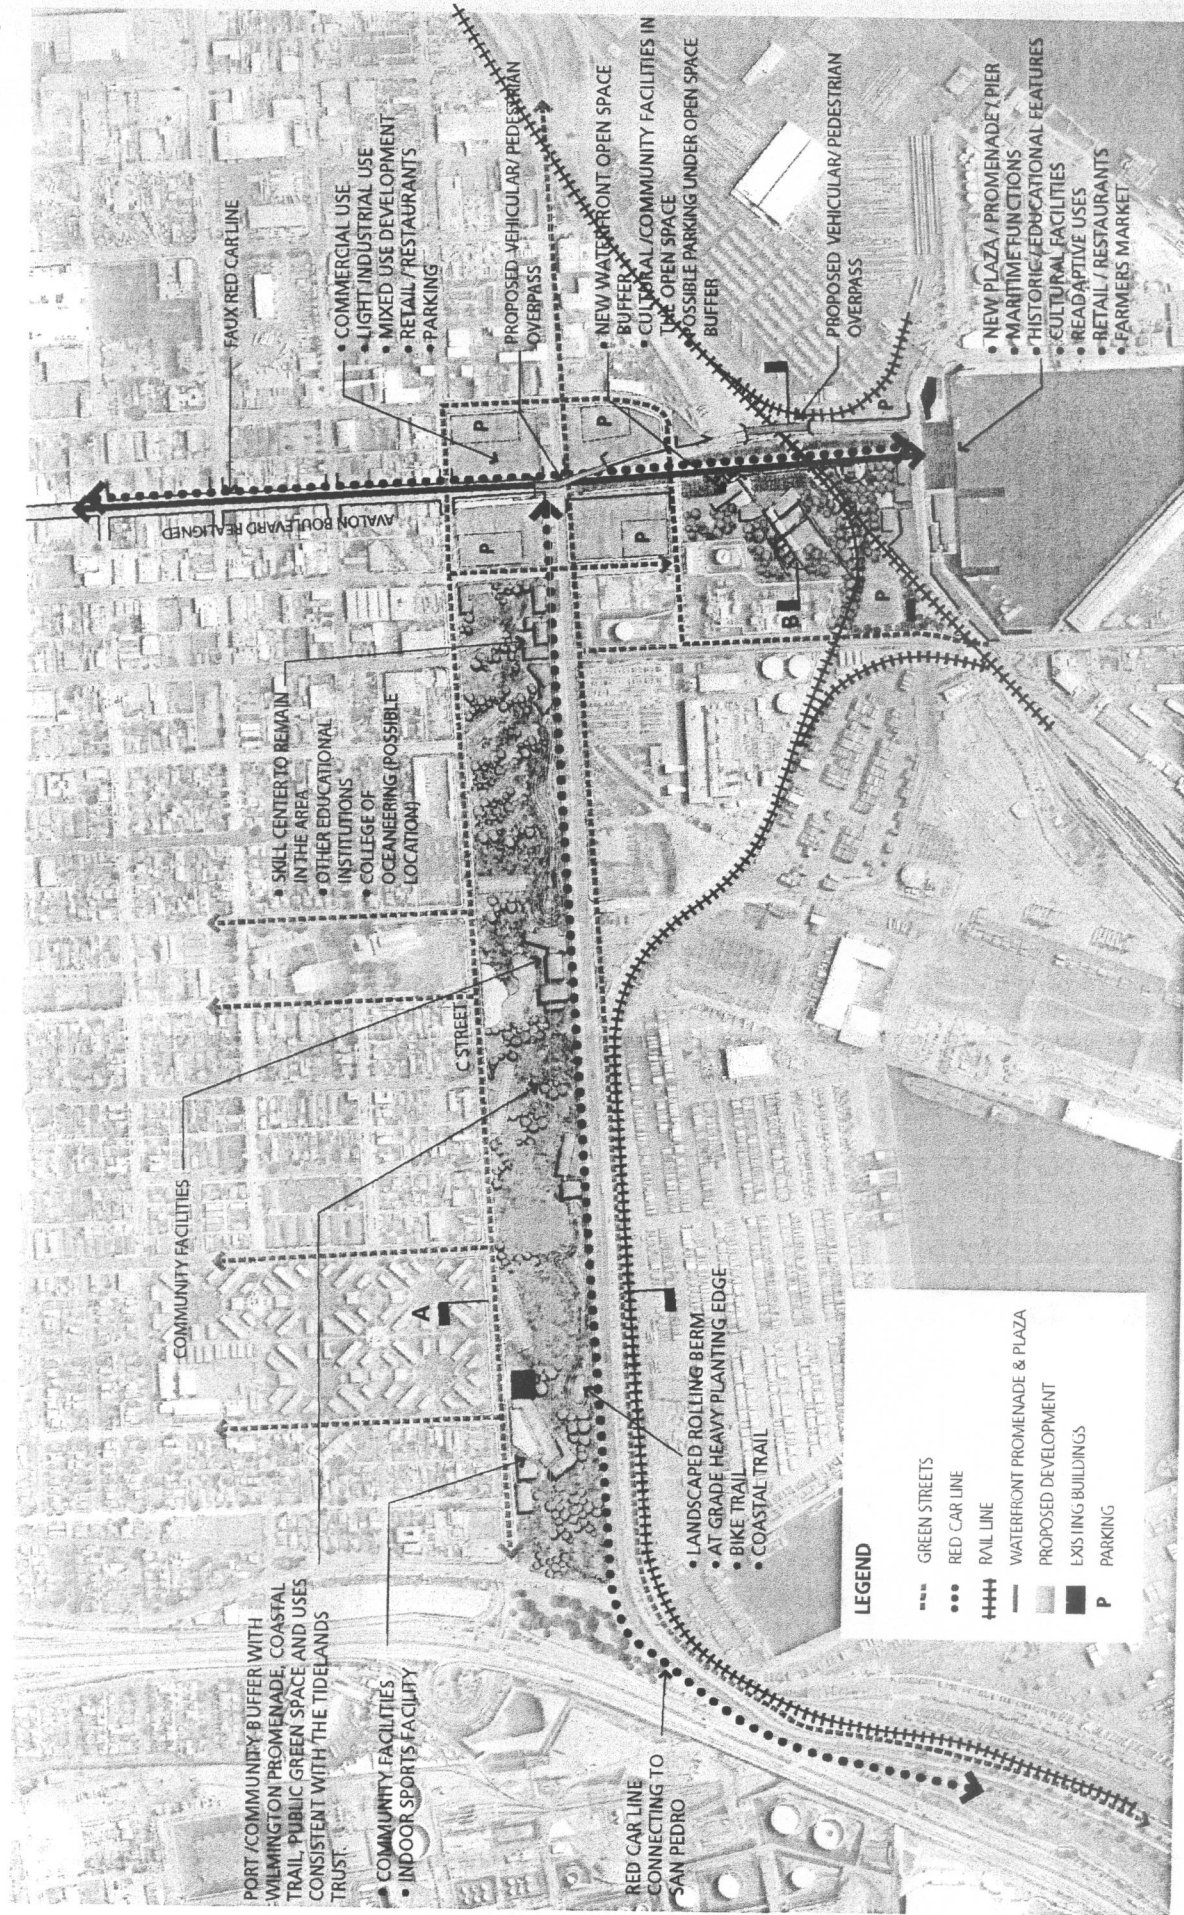 PORT / COMMUNITY BUFFER WITH
WILMINGTON PROMENADE, COASTAL
TRAIL, PUBLIC GREEN SPACE AND USES
CONSISTENT WITH THE TIDELANDS
TRUST.
• COMMUNITY FACILITIES
• INDOOR SPORTS FACILITY
RED CAR LINE
CONNECTING TO
SAN PEDRO
COMMUNITY FACILITIES
A
C STREET
• LANDSCAPED ROLLING BERM
• AT GRADE HEAVY PLANTING EDGE
• BIKE TRAIL
• COASTAL TRAIL
• SKILL CENTER TO REMAIN
IN THE AREA
• OTHER EDUCATIONAL
INSTITUTIONS
• COLLEGE OF
OCEANEERING (POSSIBLE
LOCATION)
AVALON BOULEVARD REALIGNED
FAUX RED CAR LINE
• COMMERCIAL USE
• LIGHT INDUSTRIAL USE
• MIXED USE DEVELOPMENT
• RETAIL / RESTAURANTS
• PARKING
P
P
P
P
PROPOSED VEHICULAR/ PEDESTRIAN
OVERPASS
• NEW WATERFRONT OPEN SPACE
BUFFER
• CULTURAL /COMMUNITY FACILITIES IN
THE OPEN SPACE
• POSSIBLE PARKING UNDER OPEN SPACE
BUFFER
B
P
P
PROPOSED VEHICULAR/ PEDESTRIAN
OVERPASS
• NEW PLAZA / PROMENADE / PIER
• MARITIME FUNCTIONS
• HISTORIC /EDUCATIONAL FEATURES
• CULTURAL FACILITIES
• READAPTIVE USES
• RETAIL / RESTAURANTS
• FARMERS MARKET
LEGEND
GREEN STREETS
RED CAR LINE
RAIL LINE
WATERFRONT PROMENADE & PLAZA
PROPOSED DEVELOPMENT
EXISTING BUILDINGS
P PARKING